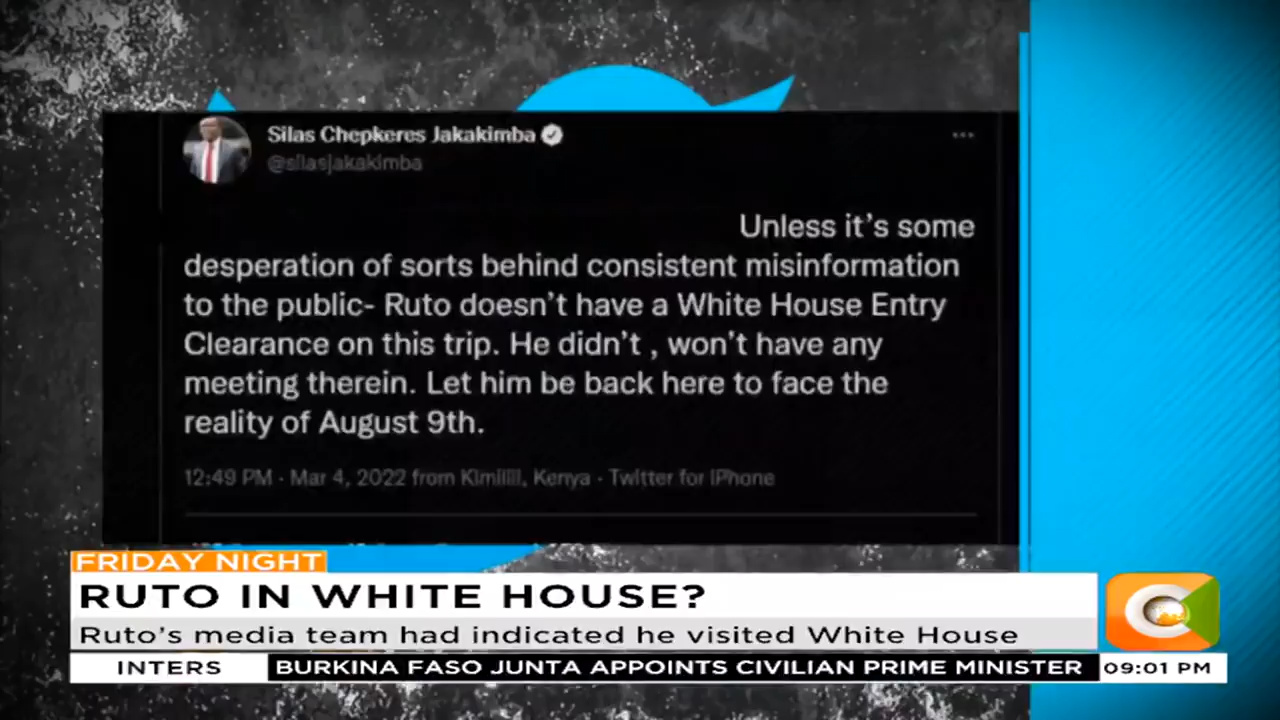 Silas Chepkeres Jakakimba
@silasjakakimba
Unless it's some
desperation of sorts behind consistent misinformation
to the public- Ruto doesn't have a White House Entry
Clearance on this trip. He didn't , won't have any
meeting therein. Let him be back here to face the
reality of August 9th.
12:49 PM · Mar 4, 2022 from Kimilili, Kenya · Twitter for iPhone
FRIDAY NIGHT
RUTO IN WHITE HOUSE?
Ruto's media team had indicated he visited White House
INTERS BURKINA FASO JUNTA APPOINTS CIVILIAN PRIME MINISTER 09:01 PM